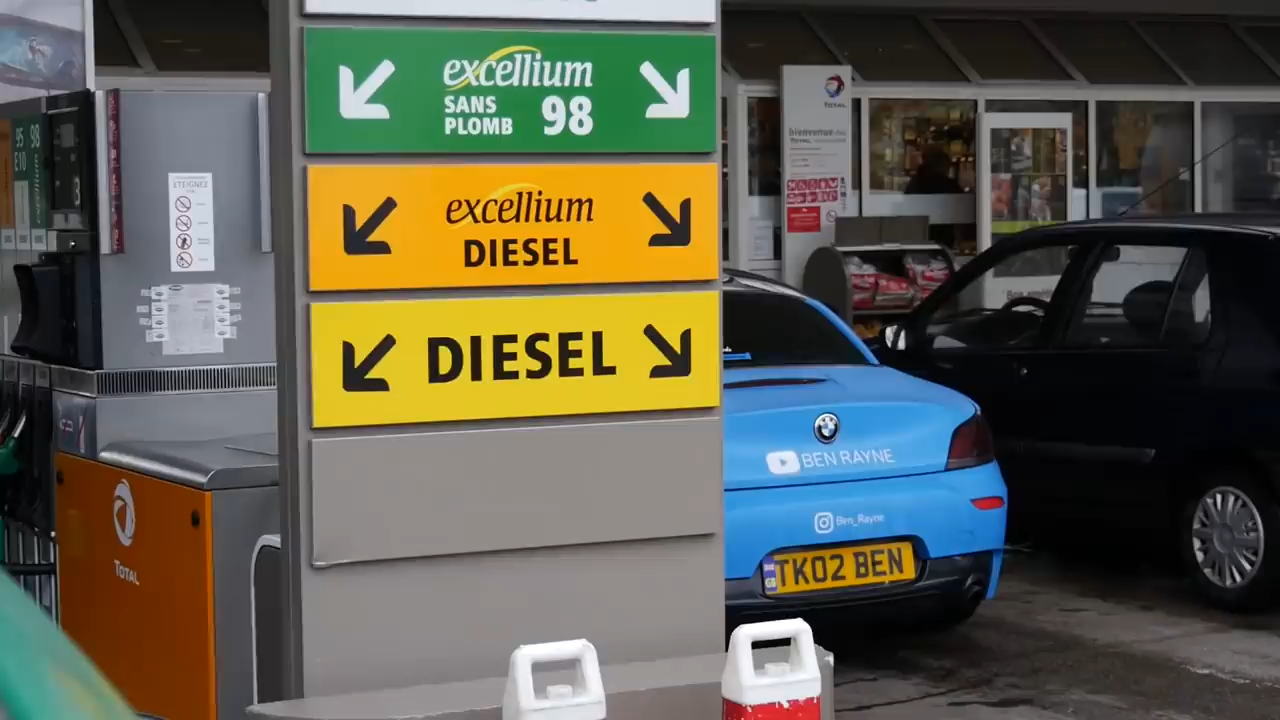 excellium
SANS
PLOMB 98
excellium
DIESEL
DIESEL
95 98
E10
ETEIGNEZ
TOTAL
TOTAL
bienvenue
BEN RAYNE
Ben_Rayne
GB
TK02 BEN